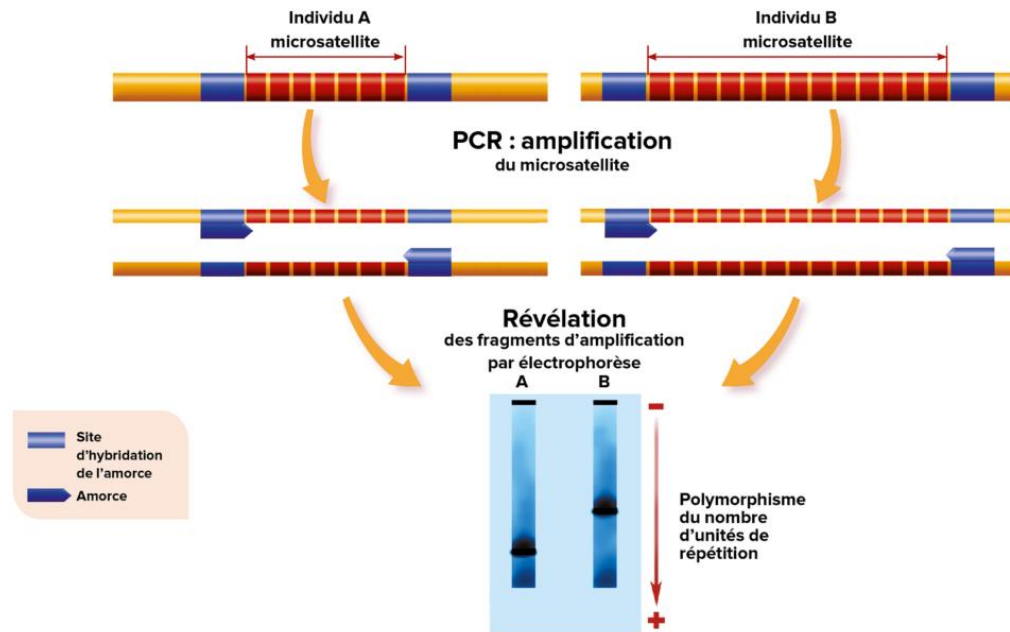 Individu A
microsatellite
Individu B
microsatellite
PCR : amplification
du microsatellite
Révélation
des fragments d'amplification
par électrophorèse
A
B
Site
d'hybridation
de l'amorce
Amorce
-
Polymorphisme
du nombre
d'unités de
répétition
+